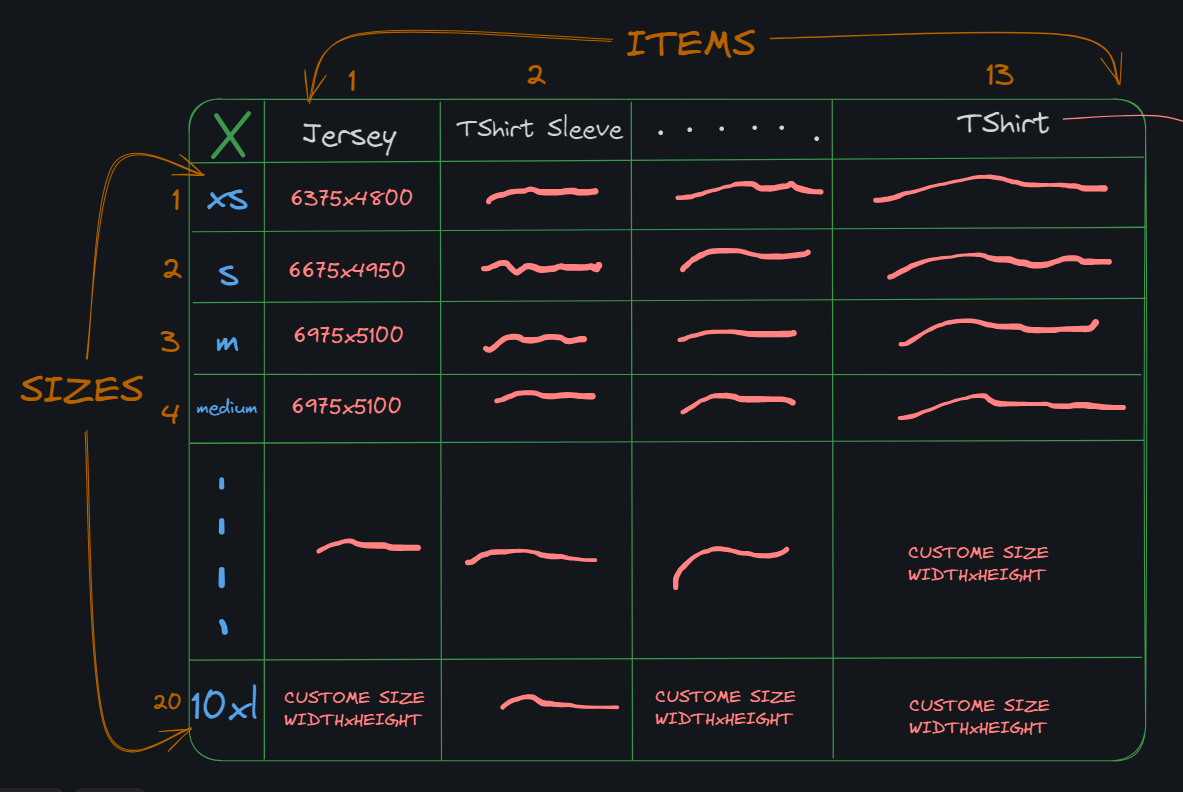 ITEMS
1 2 13
X Jersey TShirt Sleeve . . . . . . TShirt
1 xs 6375x4800
2 s 6675x4950
3 m 6975x5100
SIZES
4 medium 6975x5100
CUSTOME SIZE
WIDTHxHEIGHT
20 10xl CUSTOME SIZE CUSTOME SIZE CUSTOME SIZE
WIDTHxHEIGHT WIDTHxHEIGHT WIDTHxHEIGHT